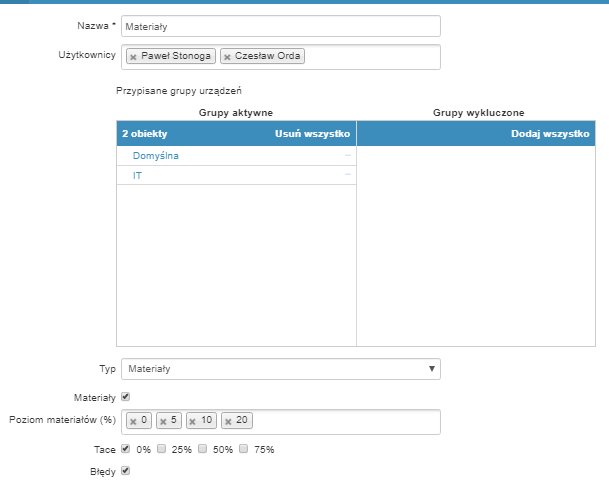 Nazwa * Materiały
Użytkownicy × Paweł Stonoga × Czesław Orda
Przypisane grupy urządzeń
Grupy aktywne Grupy wykluczone
2 obiekty Usuń wszystko Dodaj wszystko
Domyślna
IT
Typ Materiały
Materiały
Poziom materiałów (%) × 0 × 5 × 10 × 20
Tace 0% 25% 50% 75%
Błędy